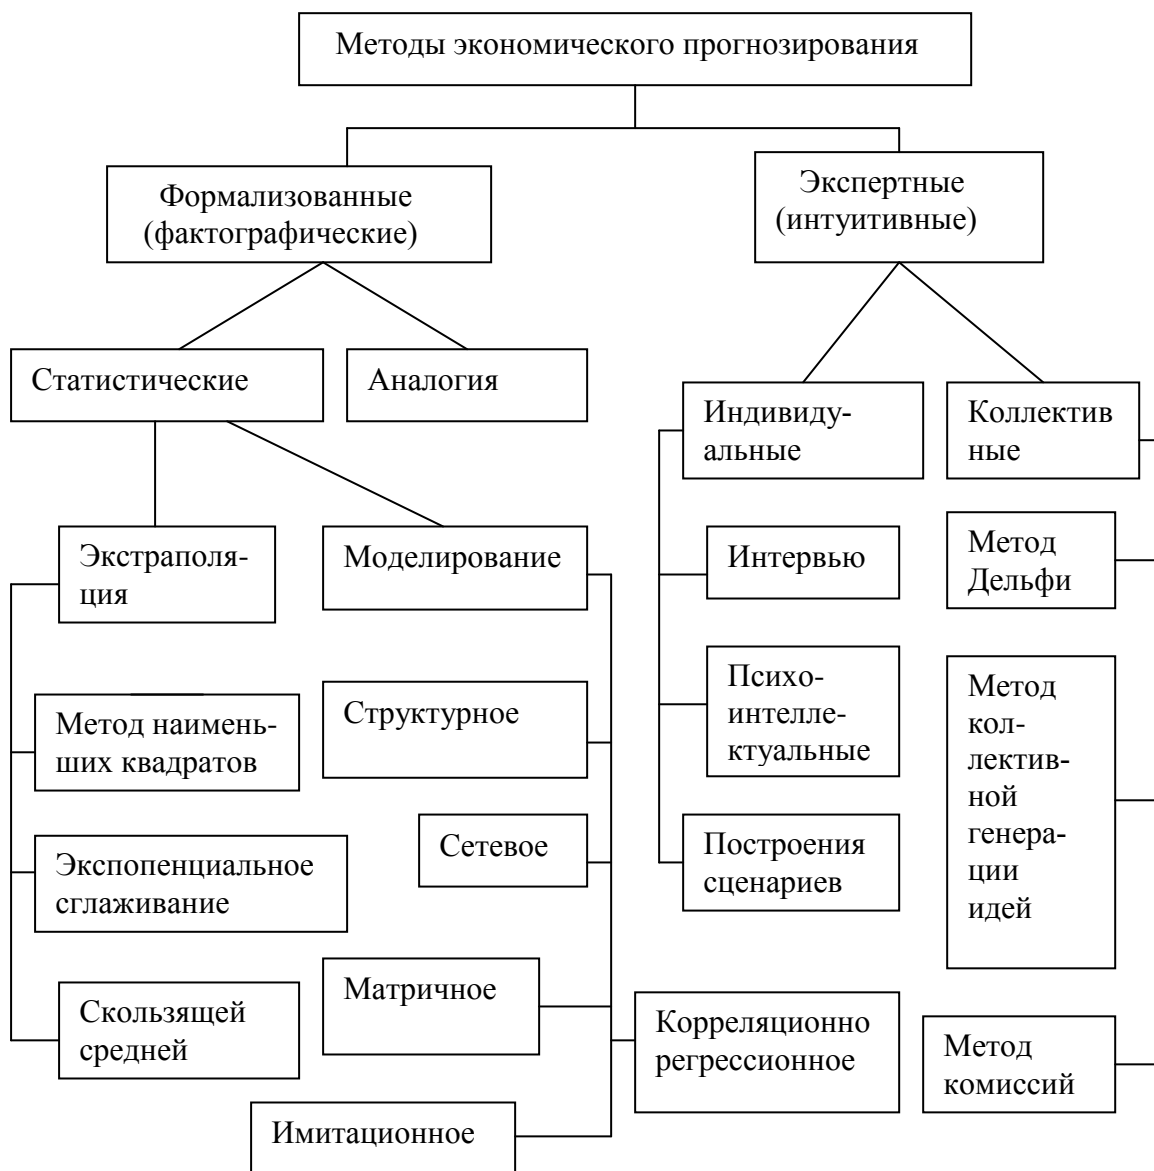 Методы экономического прогнозирования
Формализованные
(фактографические)
Экспертные
(интуитивные)
Статистические
Аналогия
Индивиду-
альные
Коллектив
ные
Экстраполя-
ция
Моделирование
Интервью
Метод
Дельфи
Метод наимень-
ших квадратов
Структурное
Психо-
интелле-
ктуальные
Метод
кол-
лектив-
ной
генера-
ции
идей
Экспопенциальное
сглаживание
Сетевое
Построения
сценариев
Скользящей
средней
Матричное
Корреляционно
регрессионное
Метод
комиссий
Имитационное